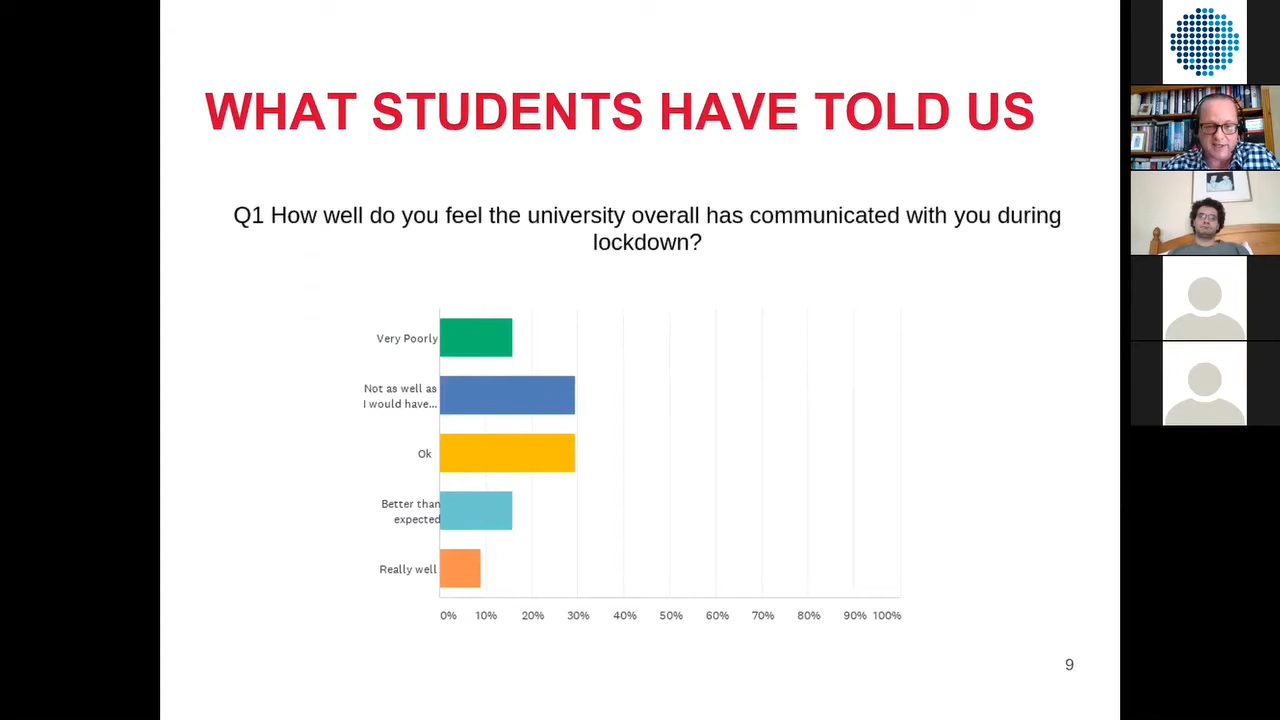 WHAT STUDENTS HAVE TOLD US
Q1 How well do you feel the university overall has communicated with you during
lockdown?
Very Poorly
Not as well as
I would have...
Ok
Better than
expected
Really well
0% 10% 20% 30% 40% 50% 60% 70% 80% 90% 100%
9